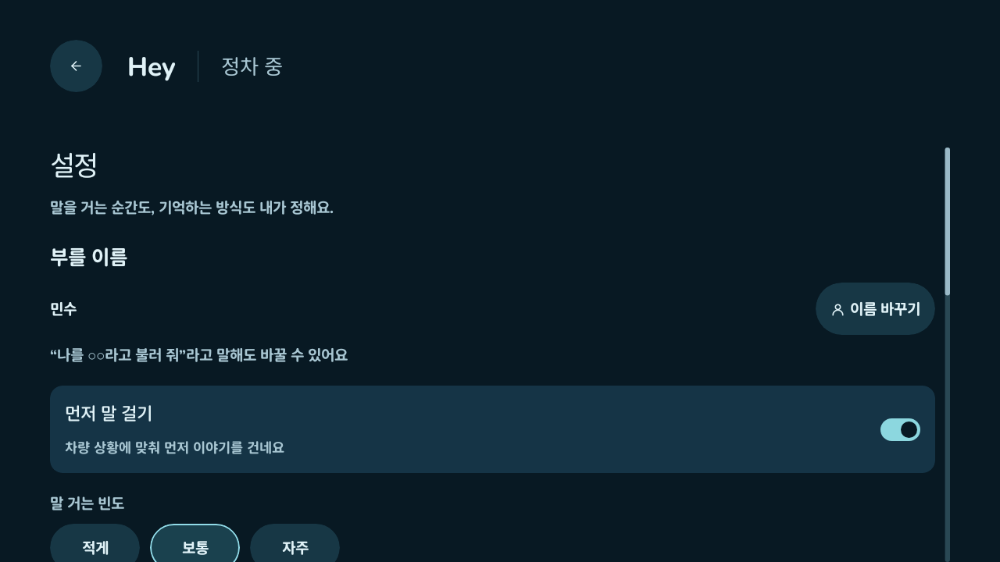 Hey
정차 중
설정
말을 거는 순간도, 기억하는 방식도 내가 정해요.
부를 이름
민수
이름 바꾸기
“나를 ○○라고 불러 줘”라고 말해도 바꿀 수 있어요
먼저 말 걸기
차량 상황에 맞춰 먼저 이야기를 건네요
말 거는 빈도
적게
보통
자주